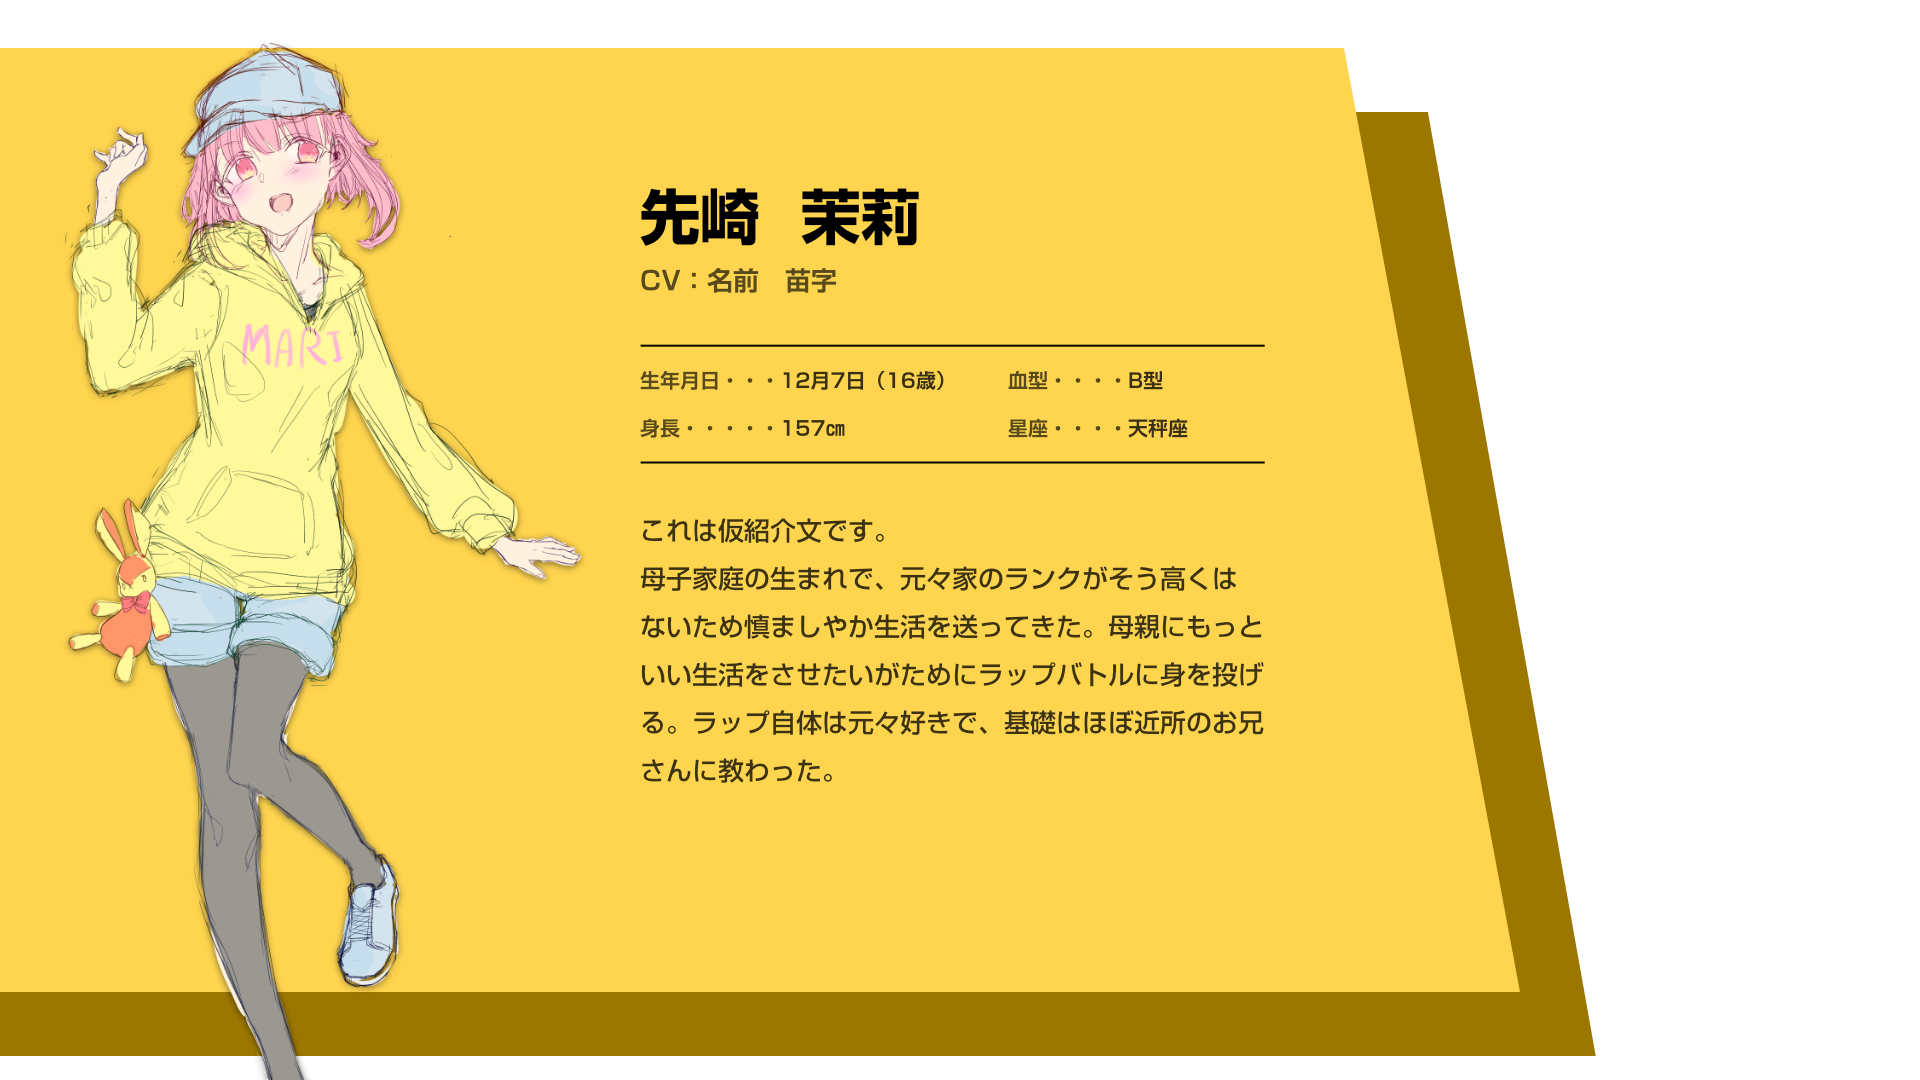 先崎　茉莉
CV：名前　苗字
MARI
生年月日・・・12月7日（16歳）　血型・・・・B型
身長・・・・・157㎝　星座・・・・天秤座
これは仮紹介文です。
母子家庭の生まれで、元々家のランクがそう高くは
ないため慎ましやか生活を送ってきた。母親にもっと
いい生活をさせたいがためにラップバトルに身を投げ
る。ラップ自体は元々好きで、基礎はほぼ近所のお兄
さんに教わった。